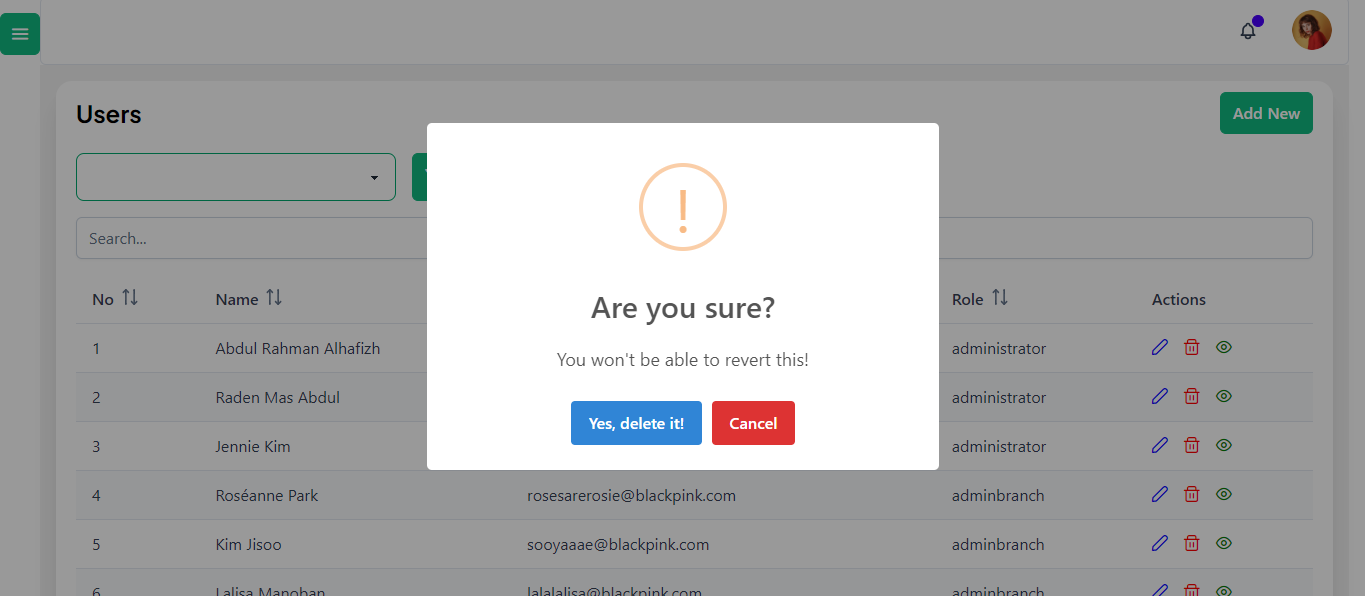 Users
Add New
Search...
No Name Role Actions
1 Abdul Rahman Alhafizh administrator
2 Raden Mas Abdul administrator
3 Jennie Kim administrator
4 Roséanne Park rosesarerosie@blackpink.com adminbranch
5 Kim Jisoo sooyaaae@blackpink.com adminbranch
6 Lalisa Manoban lalalalisa@blackpink.com adminbranch
!
Are you sure?
You won't be able to revert this!
Yes, delete it! Cancel